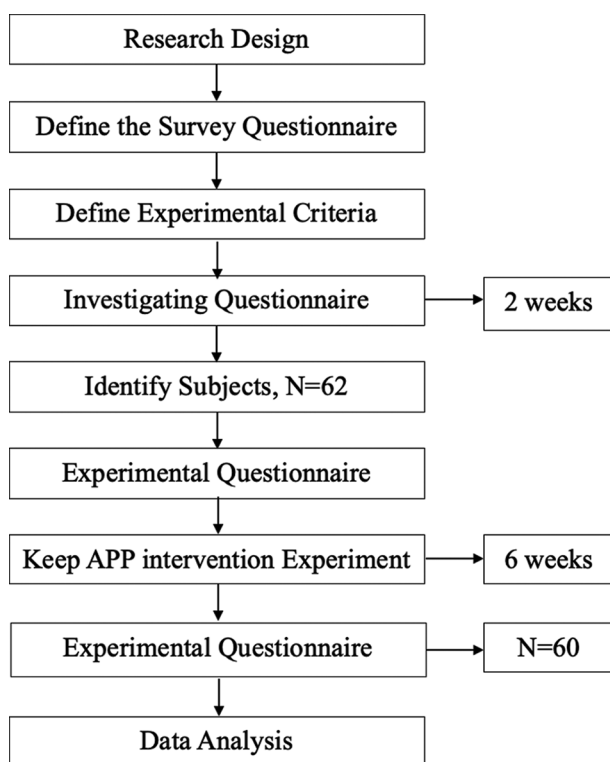 Research Design
Define the Survey Questionnaire
Define Experimental Criteria
Investigating Questionnaire
2 weeks
Identify Subjects, N=62
Experimental Questionnaire
Keep APP intervention Experiment
6 weeks
Experimental Questionnaire
N=60
Data Analysis